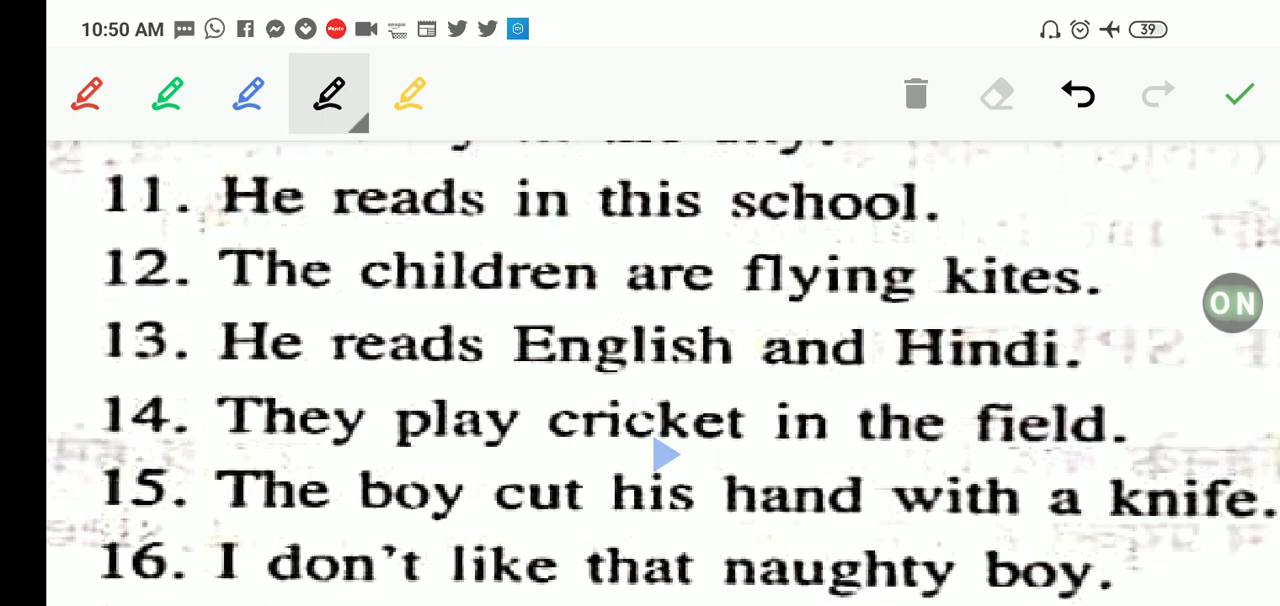 10:50 AM 39
11. He reads in this school.
12. The children are flying kites.
ON
13. He reads English and Hindi.
14. They play cricket in the field.
15. The boy cut his hand with a knife.
16. I don't like that naughty boy.